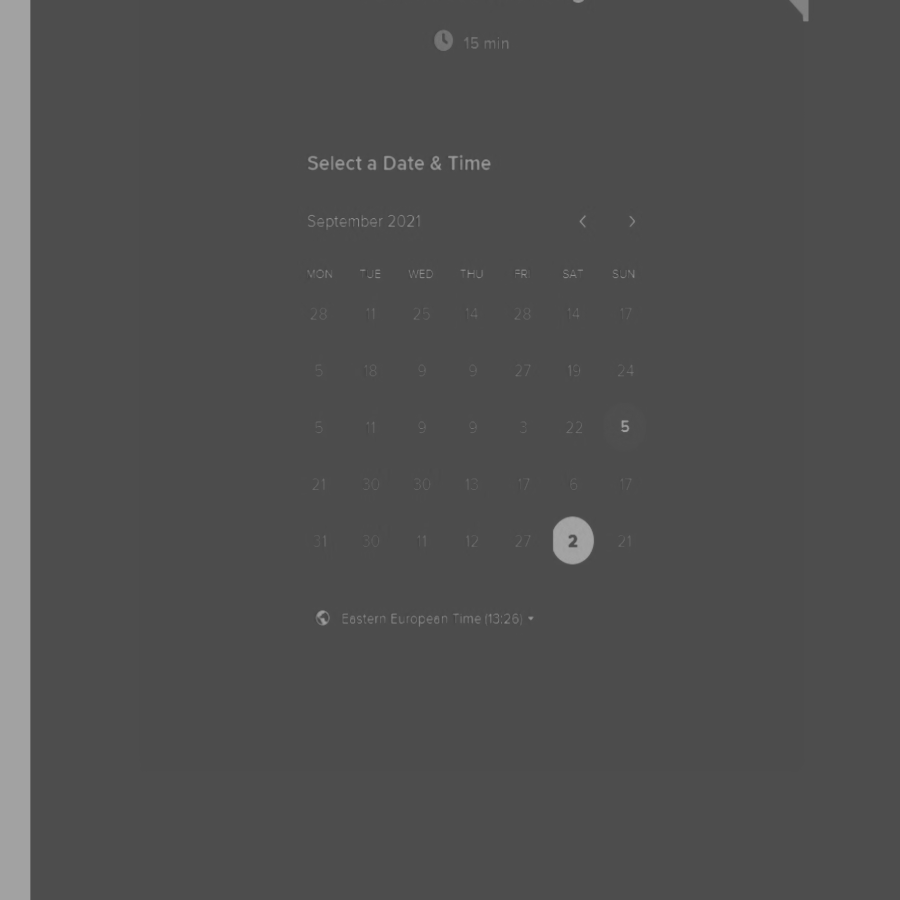 15 min
Select a Date & Time
September 2021
MON TUE WED THU FRI SAT SUN
28 11 25 14 28 14 17
5 18 9 9 27 19 24
5 11 9 9 3 22 5
21 30 30 13 17 6 17
31 30 11 12 27 2 21
Eastern European Time (13:26)